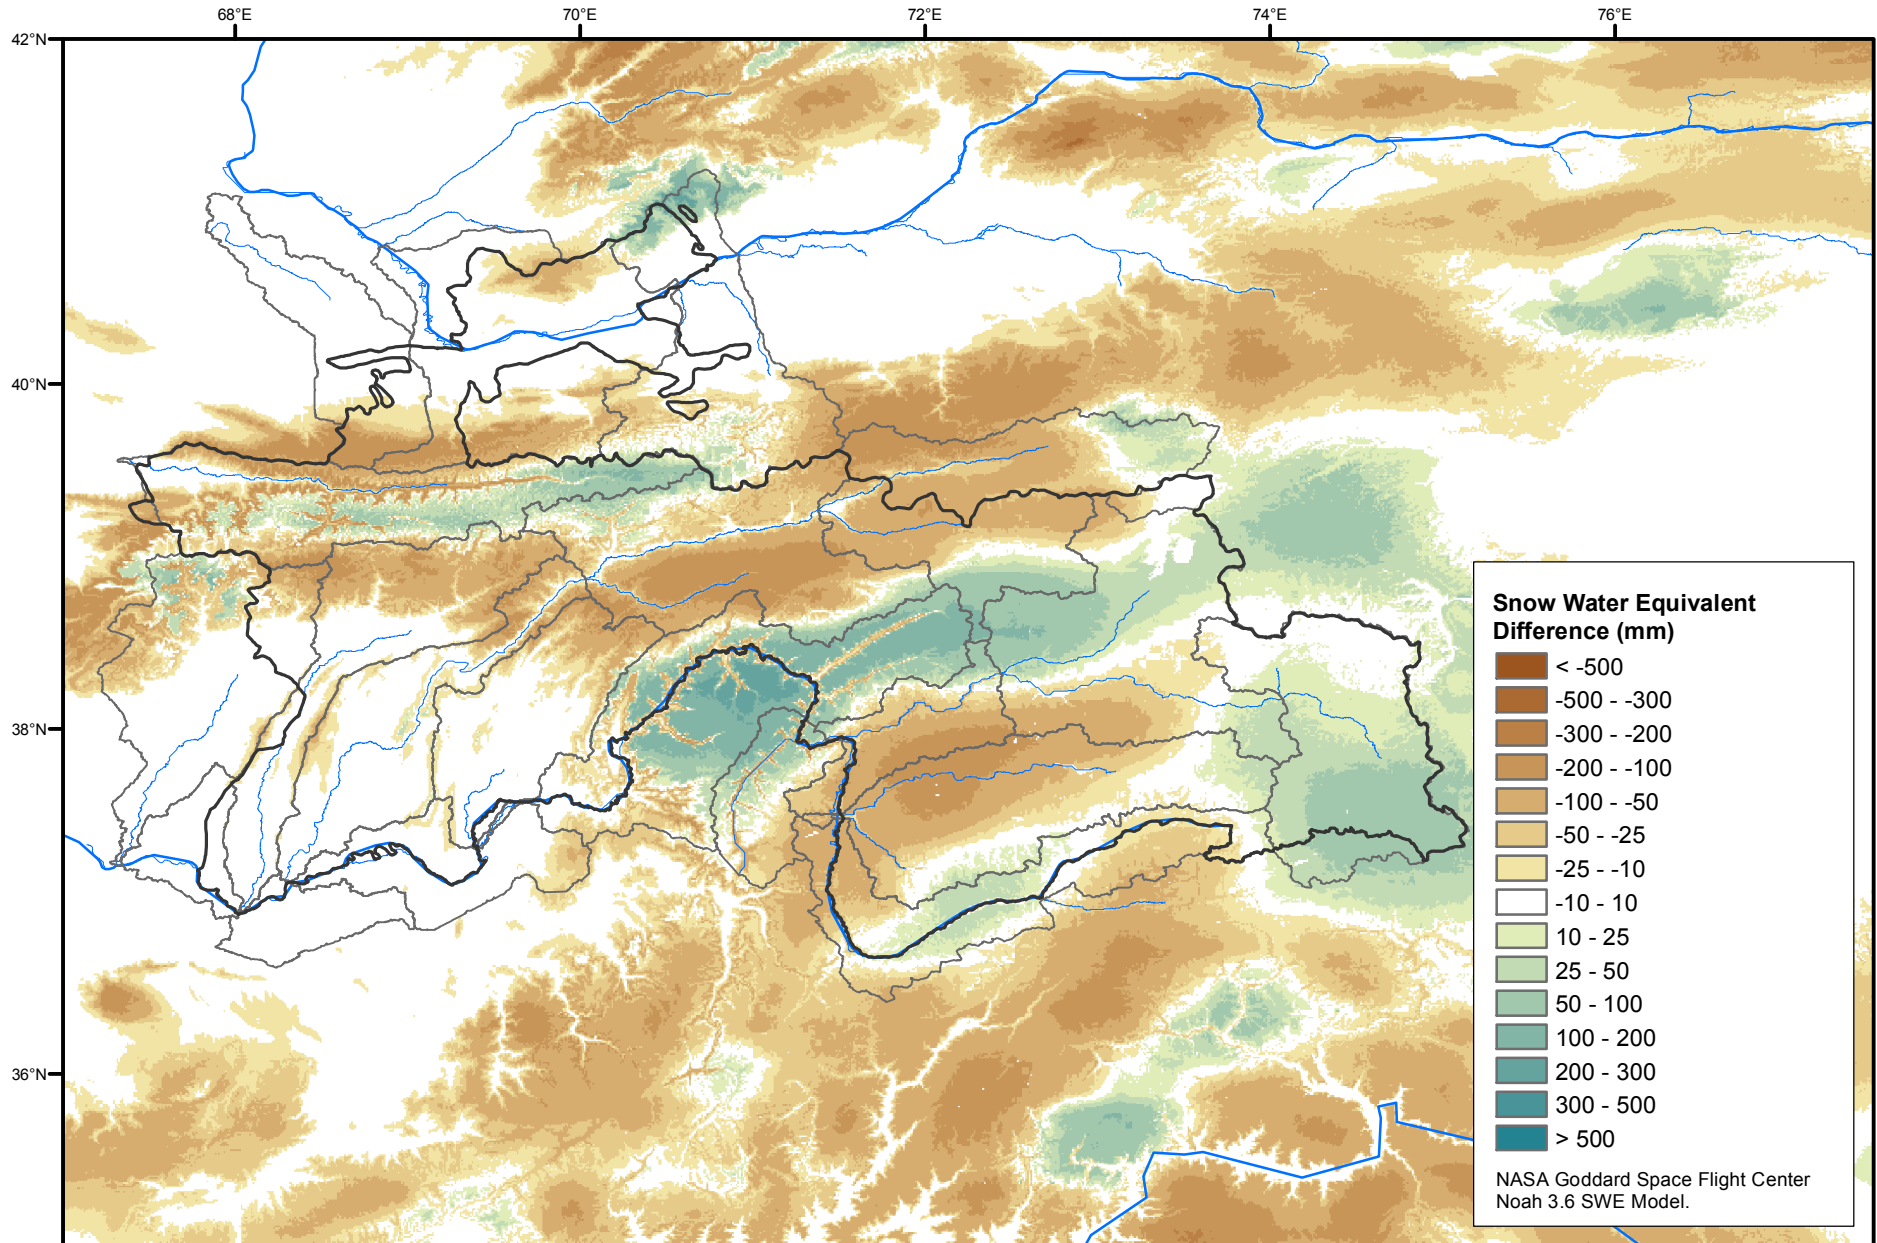 68°E 70°E 72°E 74°E 76°E
42°N
40°N
38°N
36°N
Snow Water Equivalent
Difference (mm)
< -500
-500 - -300
-300 - -200
-200 - -100
-100 - -50
-50 - -25
-25 - -10
-10 - 10
10 - 25
25 - 50
50 - 100
100 - 200
200 - 300
300 - 500
> 500
NASA Goddard Space Flight Center
Noah 3.6 SWE Model.